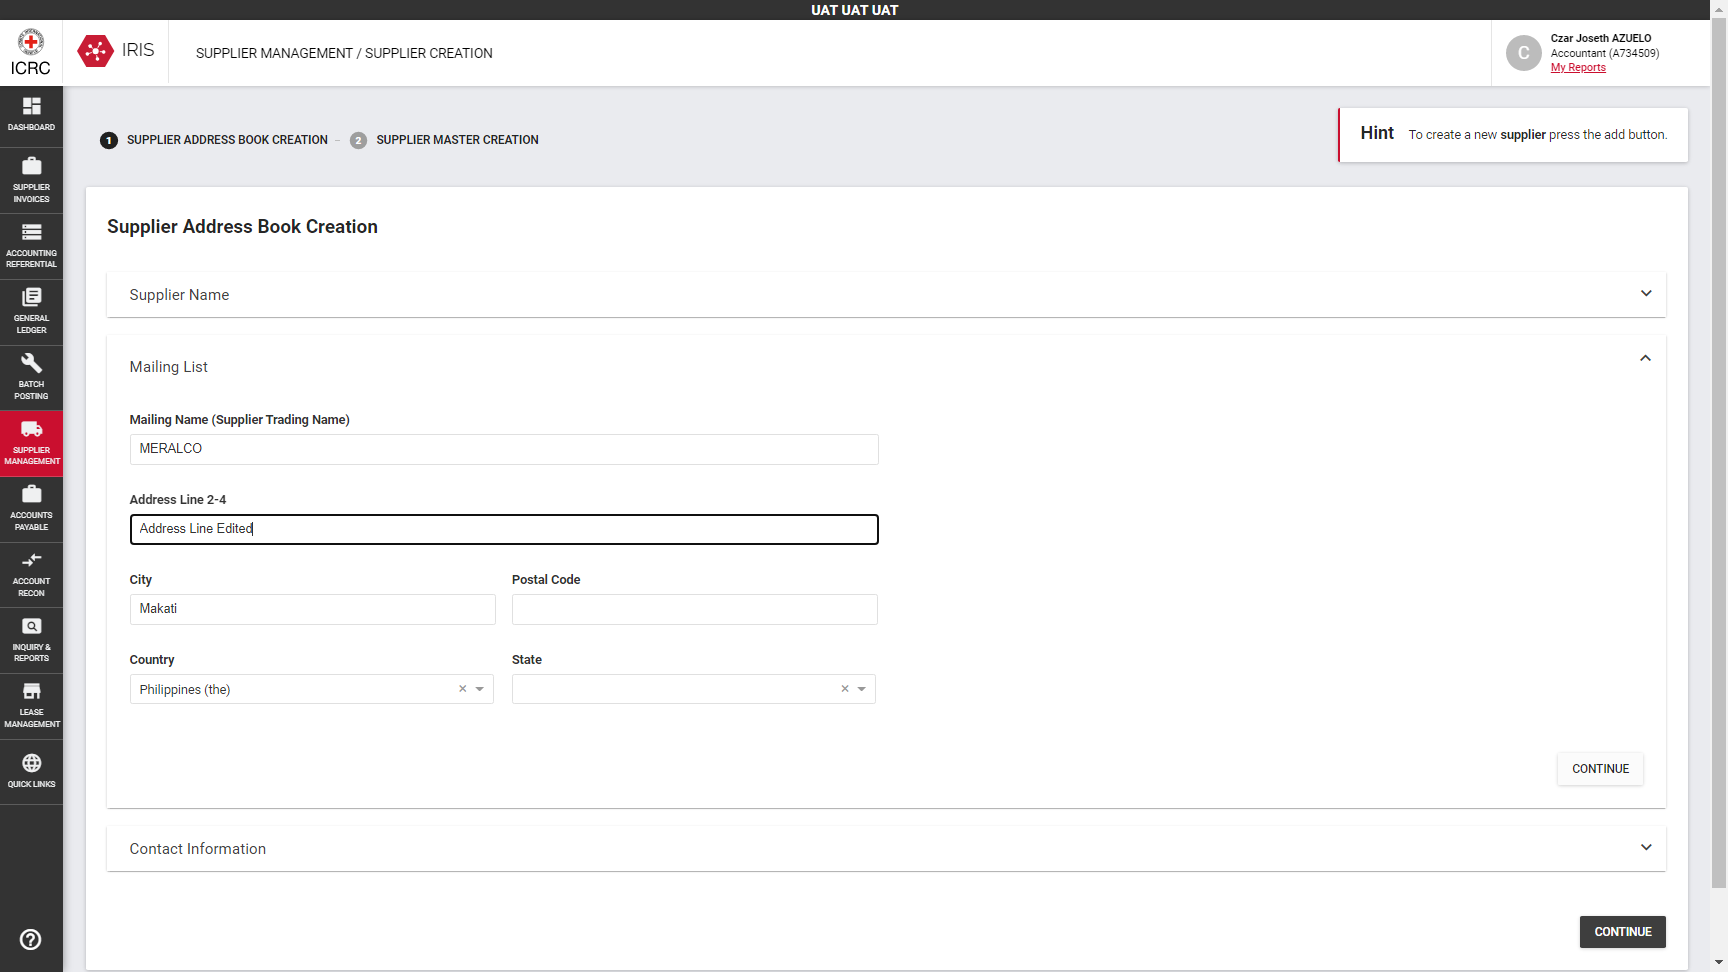 UAT UAT UAT
ICRC
IRIS
SUPPLIER MANAGEMENT / SUPPLIER CREATION
C
Czar Joseth AZUELO
Accountant (A734509)
My Reports
DASHBOARD
SUPPLIER
INVOICES
ACCOUNTING
REFERENTIAL
GENERAL
LEDGER
BATCH
POSTING
SUPPLIER
MANAGEMENT
ACCOUNTS
PAYABLE
ACCOUNT
RECON
INQUIRY &
REPORTS
LEASE
MANAGEMENT
QUICK LINKS
1 SUPPLIER ADDRESS BOOK CREATION – 2 SUPPLIER MASTER CREATION
Hint To create a new supplier press the add button.
Supplier Address Book Creation
Supplier Name
Mailing List
Mailing Name (Supplier Trading Name)
MERALCO
Address Line 2-4
Address Line Edited
City Postal Code
Makati
Country State
Philippines (the)
CONTINUE
Contact Information
CONTINUE